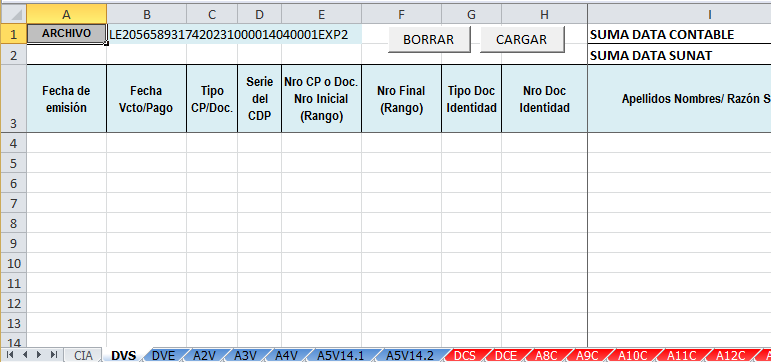 A B C D E F G H I
1 ARCHIVO LE2056589317420231000014040001EXP2 BORRAR CARGAR SUMA DATA CONTABLE
2 SUMA DATA SUNAT
3 Fecha de emisión Fecha Vcto/Pago Tipo CP/Doc. Serie del CDP Nro CP o Doc. Nro Inicial (Rango) Nro Final (Rango) Tipo Doc Identidad Nro Doc Identidad Apellidos Nombres/ Razón S
4
5
6
7
8
9
10
11
12
13
14
CIA DVS DVE A2V A3V A4V A5V14.1 A5V14.2 DCS DCE A8C A9C A10C A11C A12C